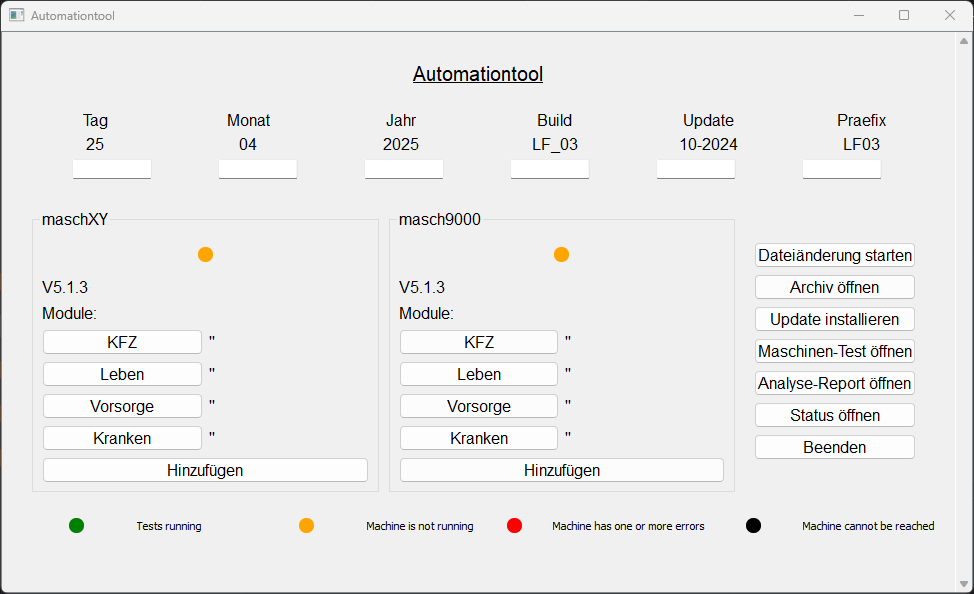 Automationtool
Automationtool
Tag Monat Jahr Build Update Praefix
25 04 2025 LF_03 10-2024 LF03
maschXY
V5.1.3
Module:
KFZ "
Leben "
Vorsorge "
Kranken "
Hinzufügen
masch9000
V5.1.3
Module:
KFZ "
Leben "
Vorsorge "
Kranken "
Hinzufügen
Dateiänderung starten
Archiv öffnen
Update installieren
Maschinen-Test öffnen
Analyse-Report öffnen
Status öffnen
Beenden
Tests running Machine is not running Machine has one or more errors Machine cannot be reached